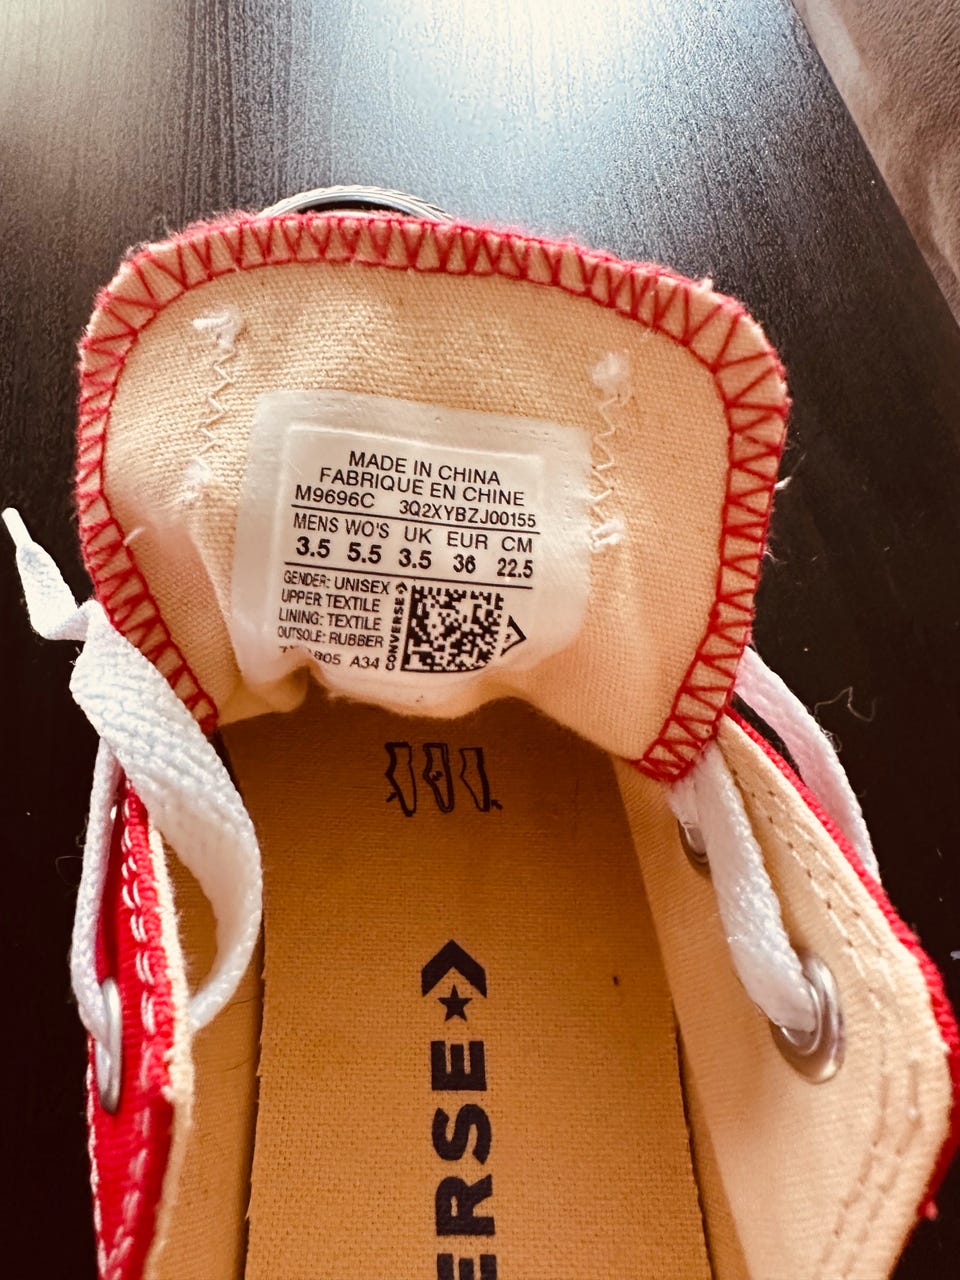 MADE IN CHINA
FABRIQUE EN CHINE
M9696C 3Q2XYBZJ00155
MENS WO'S UK EUR CM
3.5 5.5 3.5 36 22.5
GENDER: UNISEX
UPPER: TEXTILE
LINING: TEXTILE
OUTSOLE: RUBBER
A34
CONVERSE
ERSE